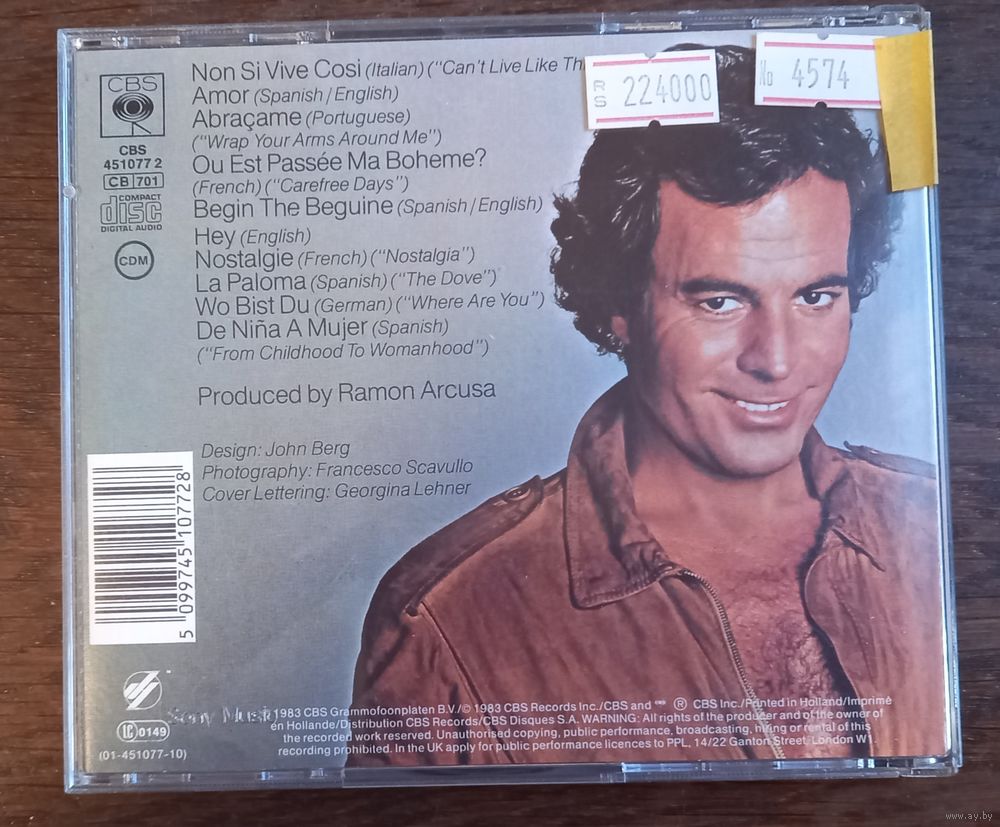 CBS
CBS
451077 2
CB 701
COMPACT
disc
DIGITAL AUDIO
CDM
Non Si Vive Cosi (Italian) ("Can't Live Like Th
Amor (Spanish/English)
Abraçame (Portuguese)
("Wrap Your Arms Around Me")
Ou Est Passée Ma Boheme?
(French) ("Carefree Days")
Begin The Beguine (Spanish/English)
Hey (English)
Nostalgie (French) ("Nostalgia")
La Paloma (Spanish) ("The Dove")
Wo Bist Du (German) ("Where Are You")
De Niña A Mujer (Spanish)
("From Childhood To Womanhood")
Produced by Ramon Arcusa
Design: John Berg
Photography: Francesco Scavullo
Cover Lettering: Georgina Lehner
RS 224000
No 4574
5 099745 107728
LC 0149
(01-451077-10)
Sony Music
1983 CBS Grammofoonplaten B.V./© 1983 CBS Records Inc./CBS and ℗ CBS Inc./Printed in Holland/Imprimé
en Hollande/Distribution CBS Records/CBS Disques S.A. WARNING: All rights of the producer and of the owner of
the recorded work reserved. Unauthorised copying, public performance, broadcasting, hiring or rental of this
recording prohibited. In the UK apply for public performance licences to PPL, 14/22 Ganton Street, London W1.
www.ay.by